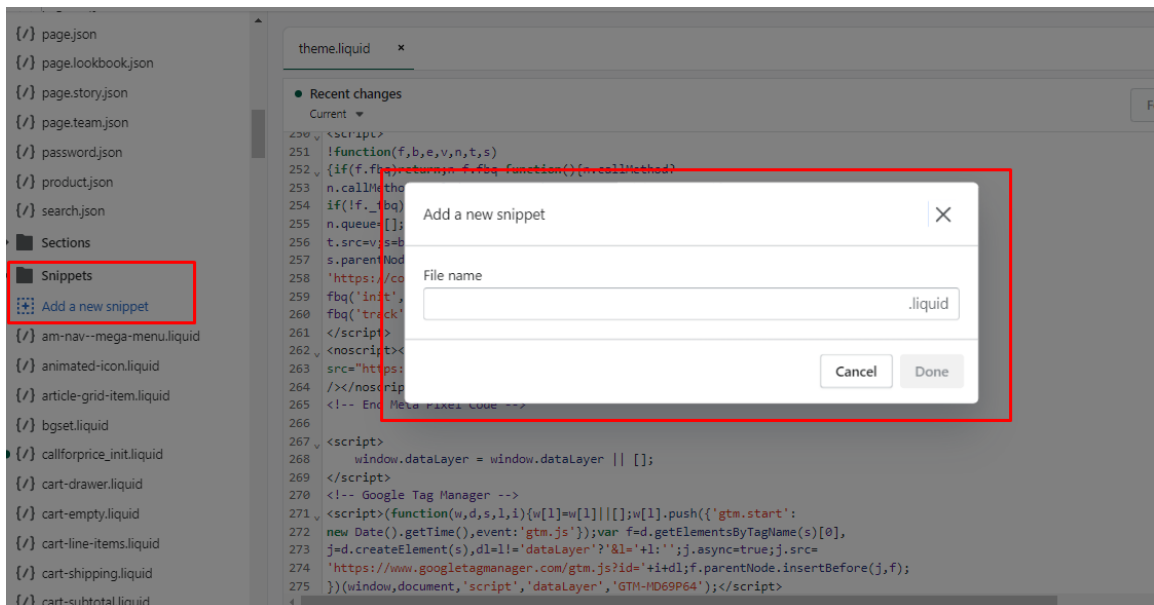 {/} page.json
{/} page.lookbook.json
{/} page.story.json
{/} page.team.json
{/} password.json
{/} product.json
{/} search.json
Sections
Snippets
Add a new snippet
{/} am-nav--mega-menu.liquid
{/} animated-icon.liquid
{/} article-grid-item.liquid
{/} bgset.liquid
{/} callforprice_init.liquid
{/} cart-drawer.liquid
{/} cart-empty.liquid
{/} cart-line-items.liquid
{/} cart-shipping.liquid
{/} cart-subtotal.liquid
theme.liquid ×
Recent changes
Current
250 <script>
251 !function(f,b,e,v,n,t,s)
252 {if(f.fbq)return;n=f.fbq=function(){n.callMethod?
253 n.callMetho
254 if(!f._fbq)
255 n.queue=[];
256 t.src=v;s=b
257 s.parentNod
258 'https://co
259 fbq('init',
260 fbq('track'
261 </script>
262 <noscript><
263 src="https:
264 /></noscrip
265 <!-- End Meta Pixel Code -->
266
267 <script>
268 window.dataLayer = window.dataLayer || [];
269 </script>
270 <!-- Google Tag Manager -->
271 <script>(function(w,d,s,l,i){w[l]=w[l]||[];w[l].push({'gtm.start':
272 new Date().getTime(),event:'gtm.js'});var f=d.getElementsByTagName(s)[0],
273 j=d.createElement(s),dl=l!='dataLayer'?'&l='+l:'';j.async=true;j.src=
274 'https://www.googletagmanager.com/gtm.js?id='+i+dl;f.parentNode.insertBefore(j,f);
275 })(window,document,'script','dataLayer','GTM-MD69P64');</script>
Add a new snippet
File name
.liquid
Cancel
Done